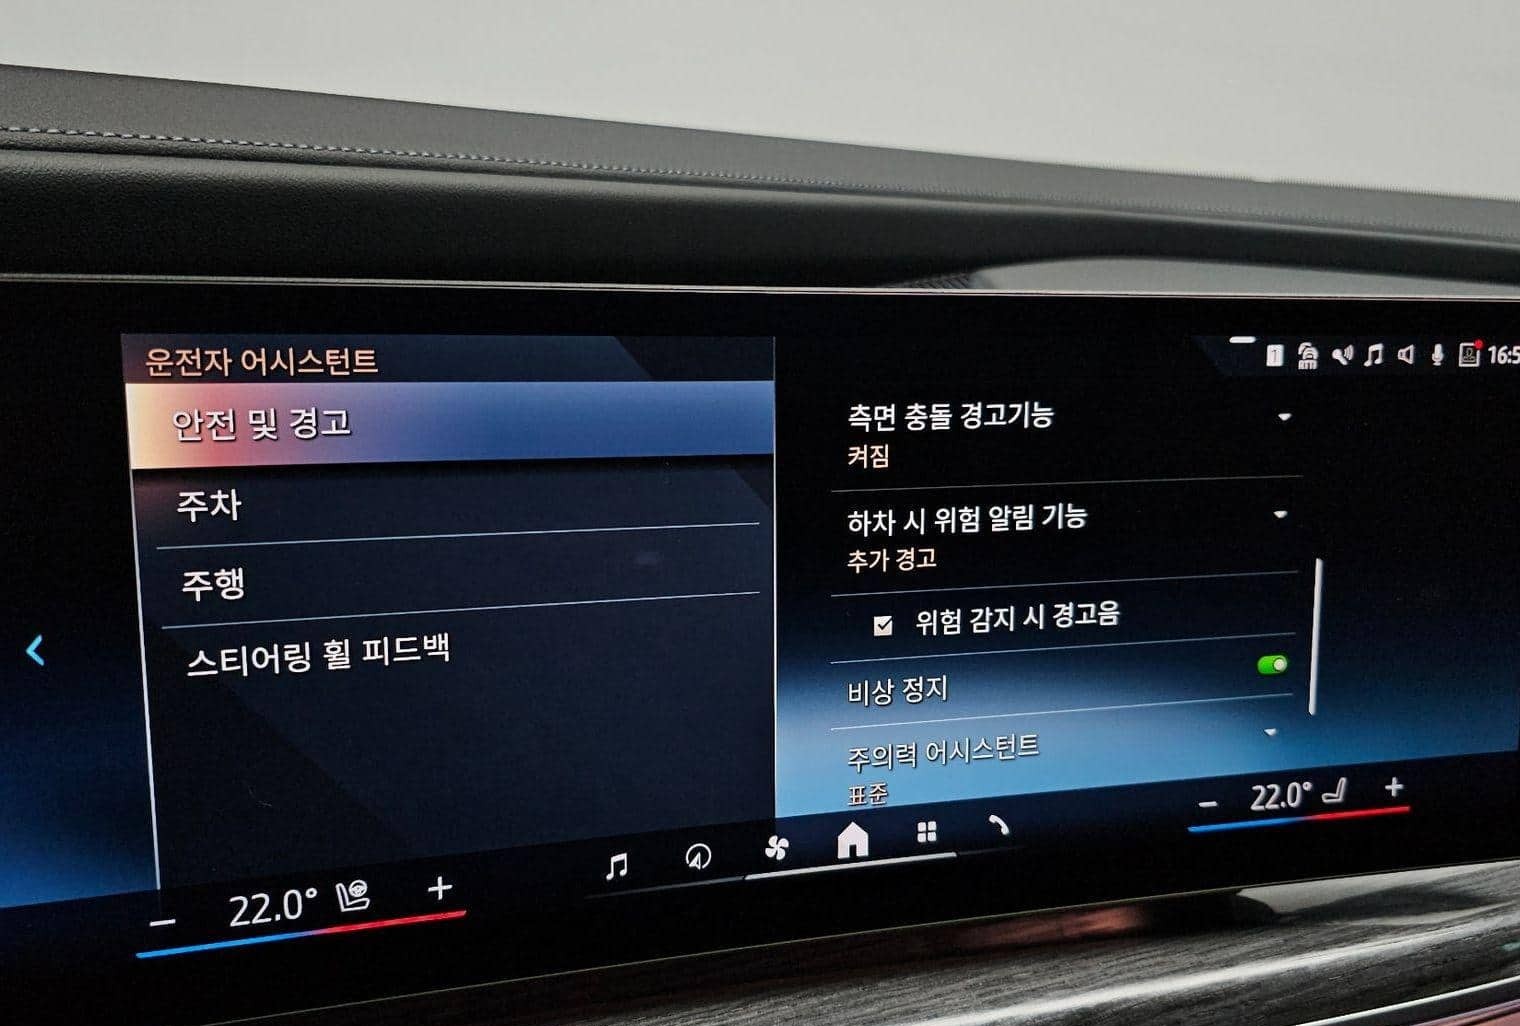 운전자 어시스턴트
안전 및 경고
주차
주행
스티어링 휠 피드백
1
16:5
측면 충돌 경고기능
켜짐
하차 시 위험 알림 기능
추가 경고
위험 감지 시 경고음
비상 정지
주의력 어시스턴트
표준
− 22.0° +
− 22.0° +